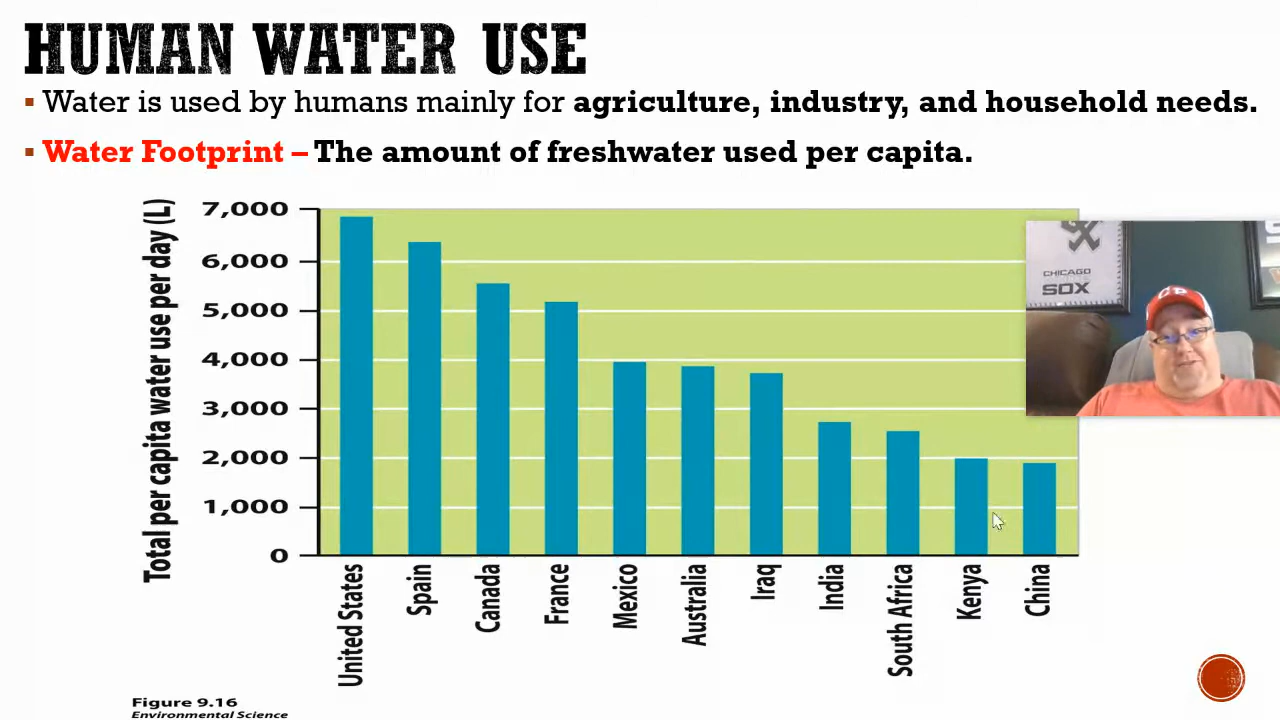 HUMAN WATER USE
Water is used by humans mainly for agriculture, industry, and household needs.
Water Footprint – The amount of freshwater used per capita.
Total per capita water use per day (L)
7,000
6,000
5,000
4,000
3,000
2,000
1,000
0
United States
Spain
Canada
France
Mexico
Australia
Iraq
India
South Africa
Kenya
China
CHICAGO
SOX
Figure 9.16
Environmental Science